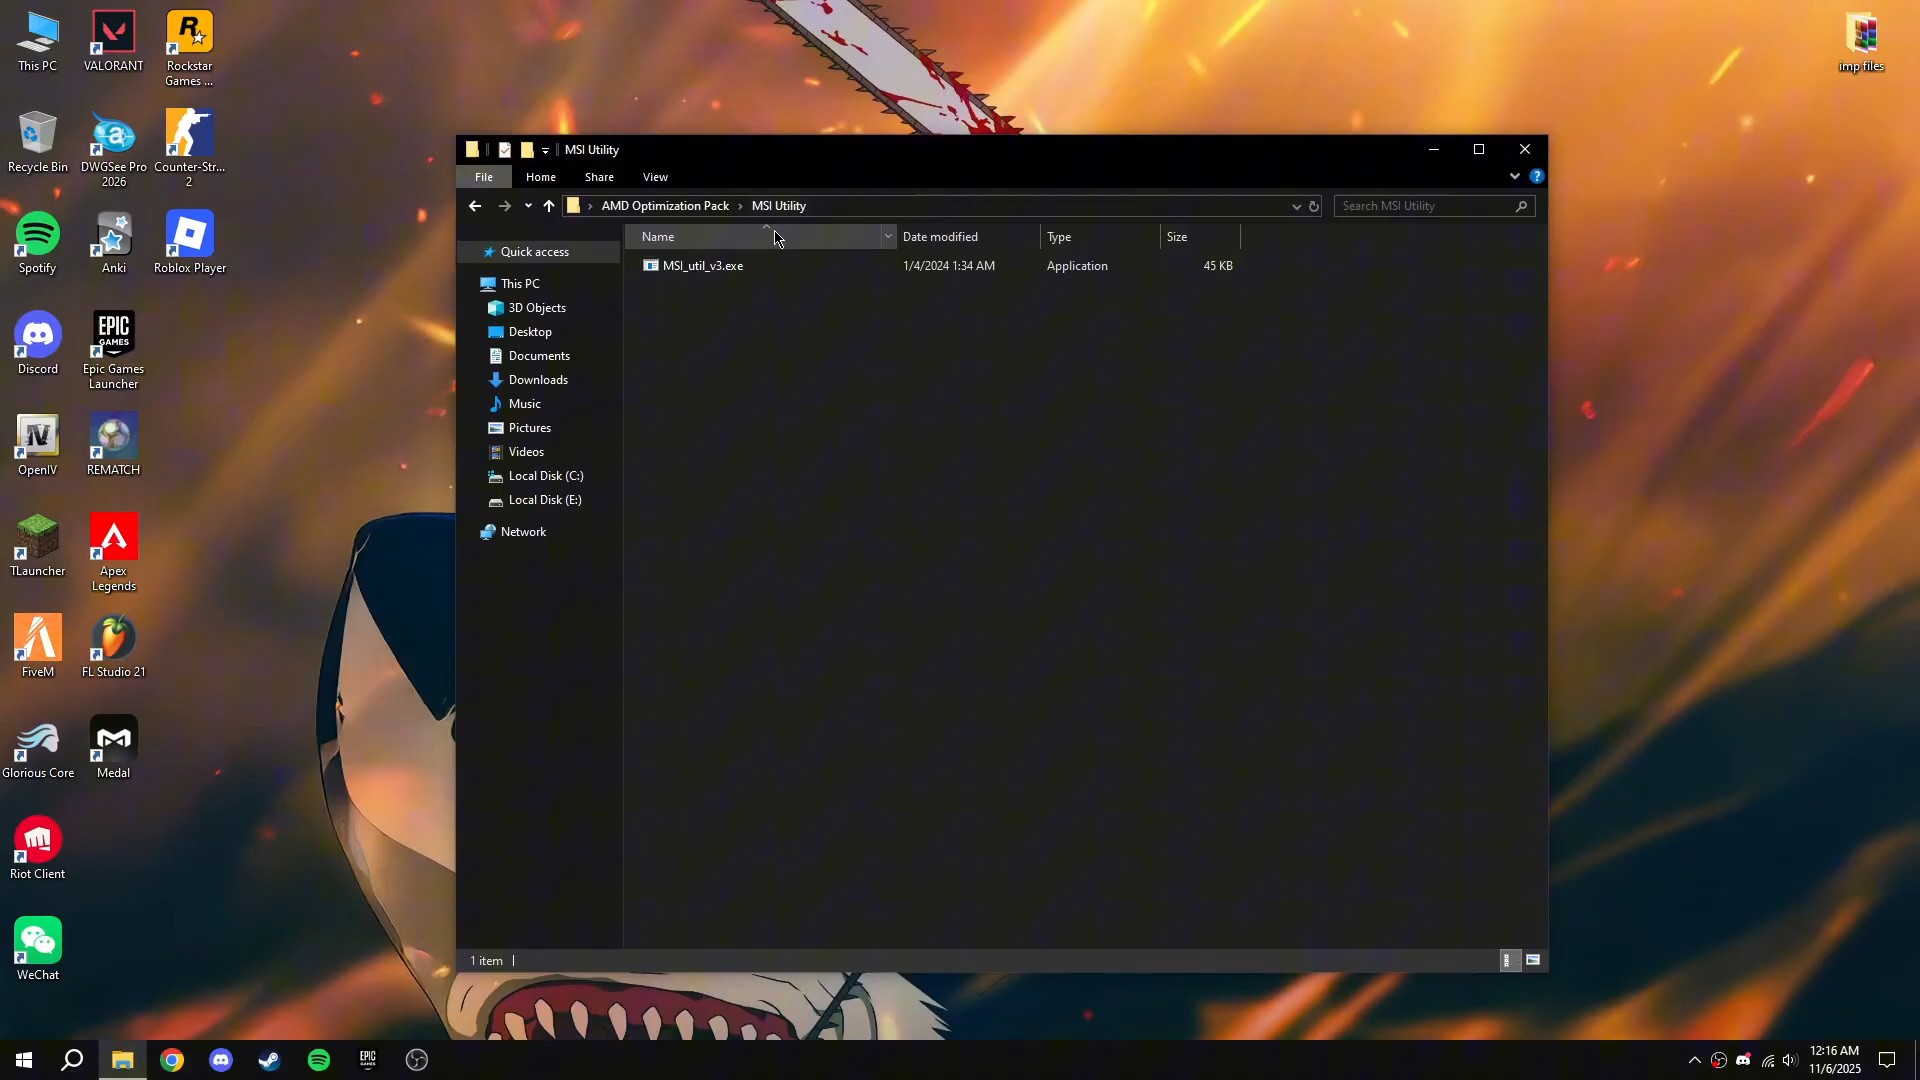 This PC
VALORANT
Rockstar
Games ...
imp files
Recycle Bin
DWGSee Pro
2026
Counter-Str...
2
Spotify
Anki
Roblox Player
Discord
EPIC
GAMES
Epic Games
Launcher
OpenIV
REMATCH
TLauncher
Apex
Legends
FiveM
FL Studio 21
Glorious Core
Medal
Riot Client
WeChat
MSI Utility
File
Home
Share
View
AMD Optimization Pack
MSI Utility
Search MSI Utility
Name
Date modified
Type
Size
MSI_util_v3.exe
1/4/2024 1:34 AM
Application
45 KB
Quick access
This PC
3D Objects
Desktop
Documents
Downloads
Music
Pictures
Videos
Local Disk (C:)
Local Disk (E:)
Network
1 item
EPIC
GAMES
12:16 AM
11/6/2025